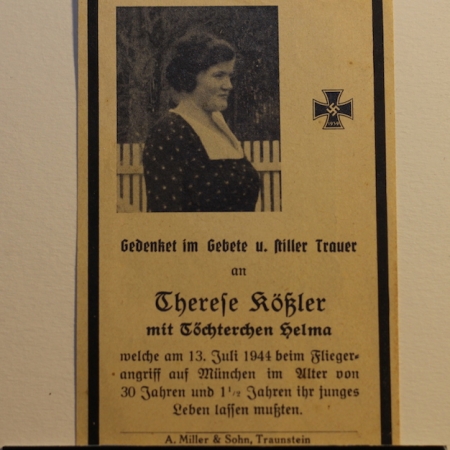 Gedenket im Gebete u. stiller Trauer
an
Therese Kößler
mit Töchterchen Helma
welche am 13. Juli 1944 beim Flieger-
angriff auf München im Alter von
30 Jahren und 1½ Jahren ihr junges
Leben lassen mußten.
A. Miller & Sohn, Traunstein